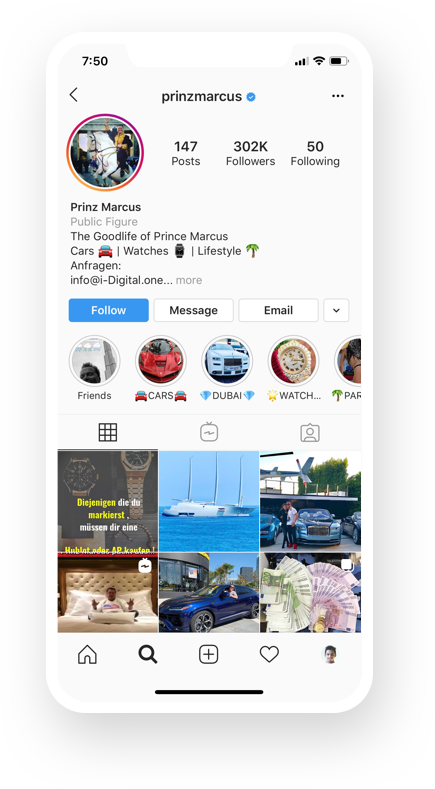 7:50
prinzmarcus
147
302K
50
Posts
Followers
Following
Prinz Marcus
Public Figure
The Goodlife of Prince Marcus
Cars 🚘 | Watches ⌚ | Lifestyle 🌴
Anfragen:
info@i-Digital.one... more
Follow
Message
Email
Friends
🚘CARS🚘
💎DUBAI💎
🌟WATCH...
🌴PAR
Diejenigen die du
markierst
müssen dir eine
Hublot oder AP kaufen !